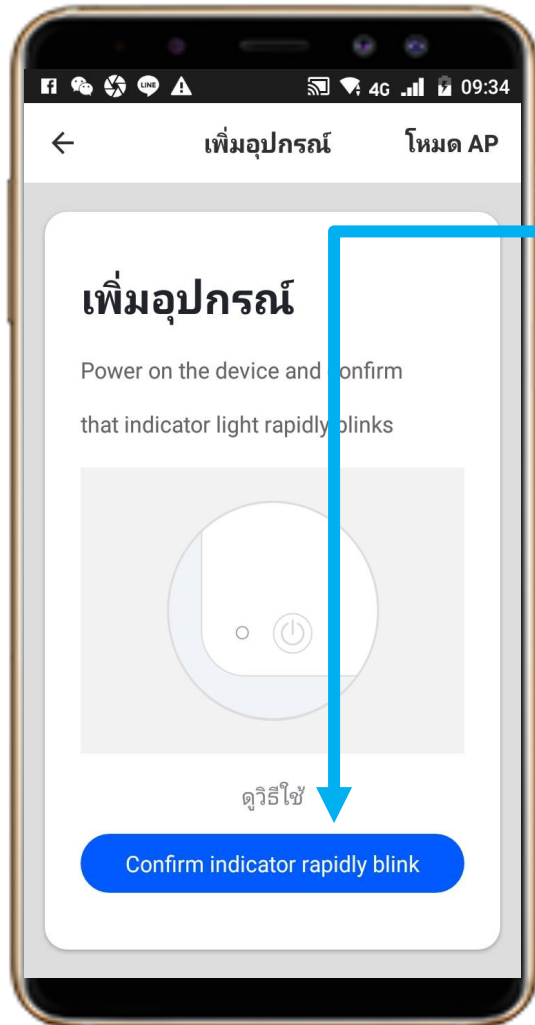 LINE
4G
09:34
เพิ่มอุปกรณ์
โหมด AP
เพิ่มอุปกรณ์
Power on the device and confirm
that indicator light rapidly blinks
ดูวิธีใช้
Confirm indicator rapidly blink